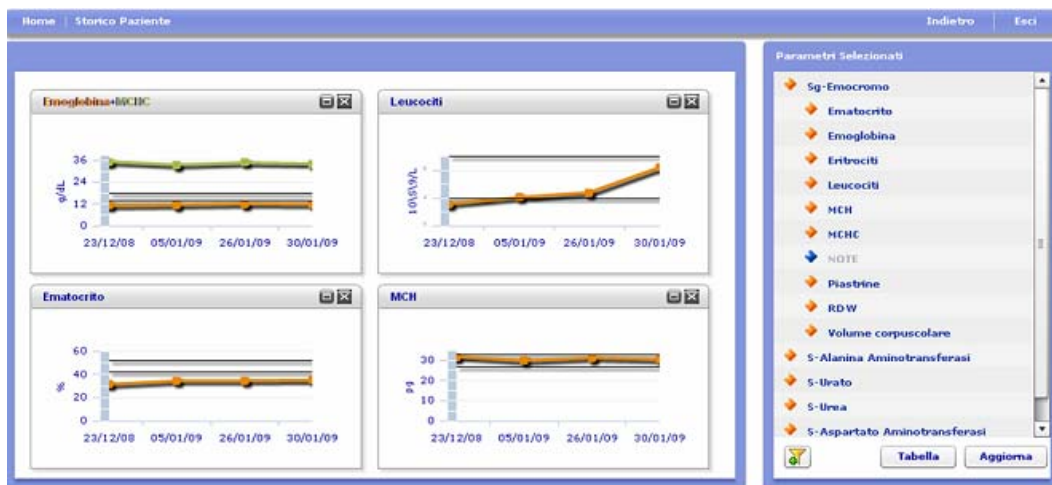 Home | Storico Paziente
Indietro | Esci
Parametri Selezionati
Emoglobina+MCHC
36
24
12
0
g/dL
23/12/08 05/01/09 26/01/09 30/01/09
Leucociti
10\S\9/L
23/12/08 05/01/09 26/01/09 30/01/09
Ematocrito
60
40
20
0
%
23/12/08 05/01/09 26/01/09 30/01/09
MCH
30
20
10
0
pg
23/12/08 05/01/09 26/01/09 30/01/09
Sg-Emocromo
Ematocrito
Emoglobina
Eritrociti
Leucociti
MCH
MCHC
NOTE
Piastrine
RDW
Volume corpuscolare
S-Alanina Aminotransferasi
S-Urato
S-Urea
S-Aspartato Aminotransferasi
Tabella
Aggiorna